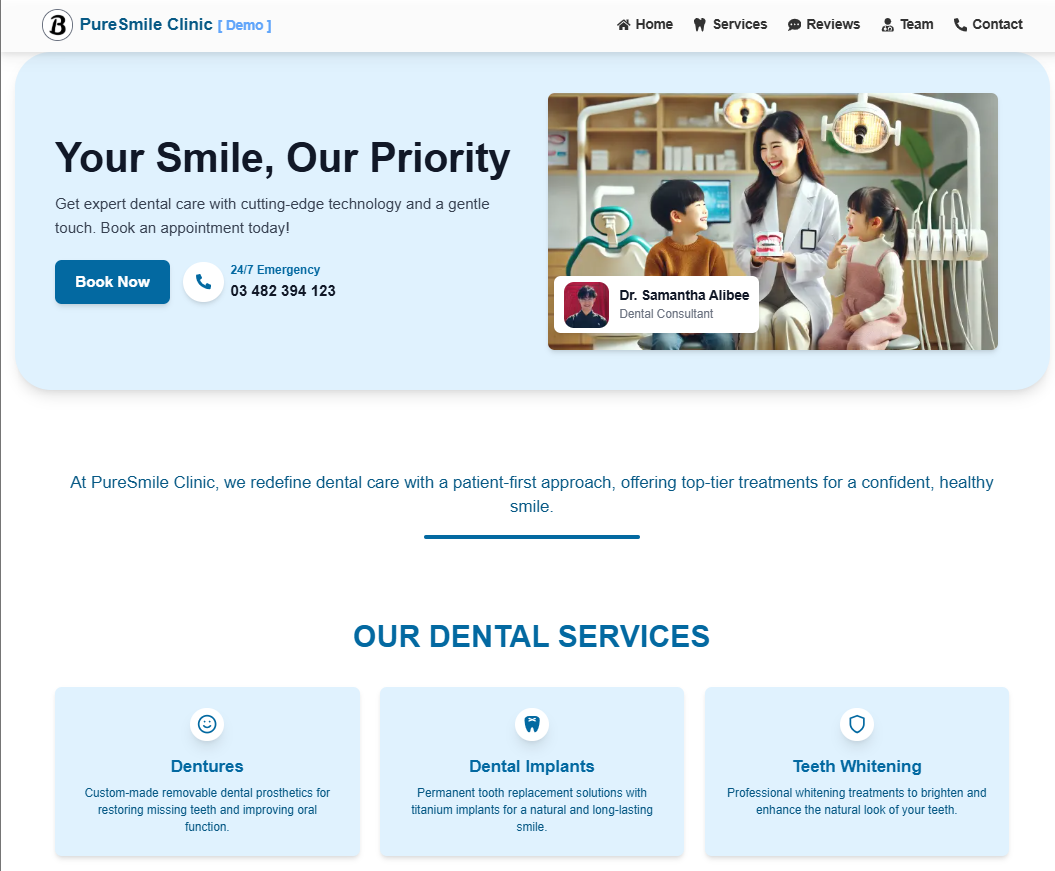 B PureSmile Clinic [ Demo ]
Home Services Reviews Team Contact
Your Smile, Our Priority
Get expert dental care with cutting-edge technology and a gentle
touch. Book an appointment today!
Book Now
24/7 Emergency
03 482 394 123
Dr. Samantha Alibee
Dental Consultant
At PureSmile Clinic, we redefine dental care with a patient-first approach, offering top-tier treatments for a confident, healthy
smile.
OUR DENTAL SERVICES
Dentures
Custom-made removable dental prosthetics for
restoring missing teeth and improving oral
function.
Dental Implants
Permanent tooth replacement solutions with
titanium implants for a natural and long-lasting
smile.
Teeth Whitening
Professional whitening treatments to brighten and
enhance the natural look of your teeth.